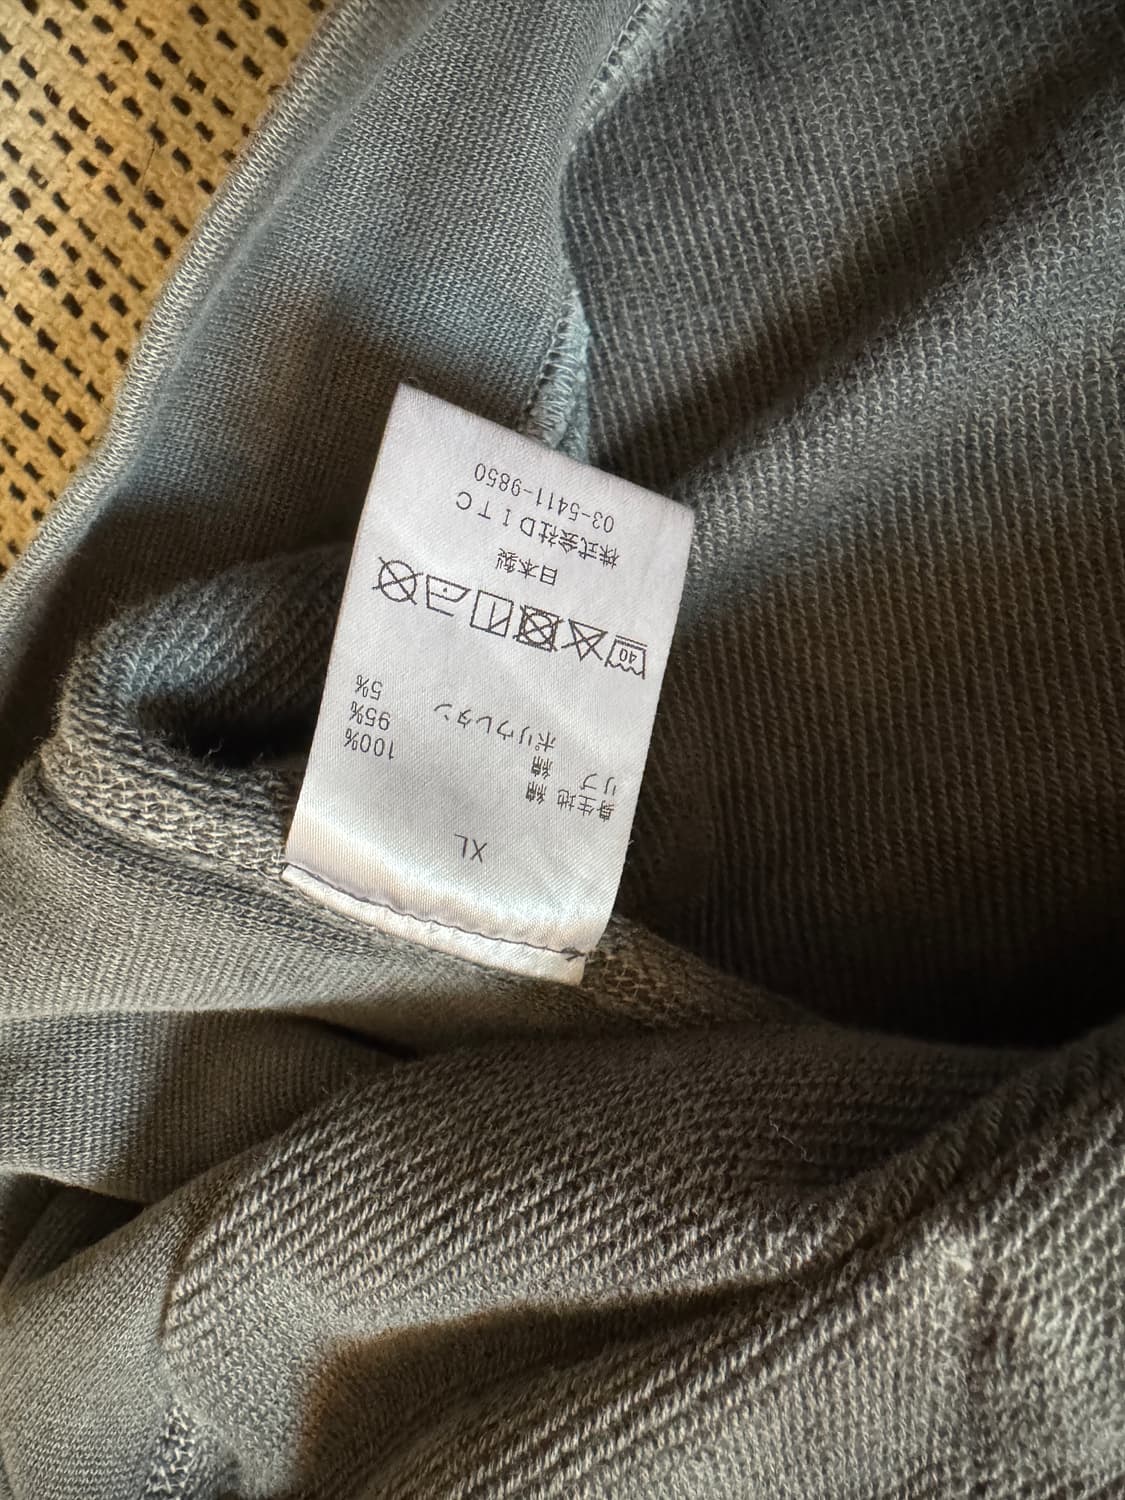 XL
身生地 綿 100%
リブ 綿 95%
ポリウレタン 5%
40
日本製
株式会社DITC
03-5411-9850